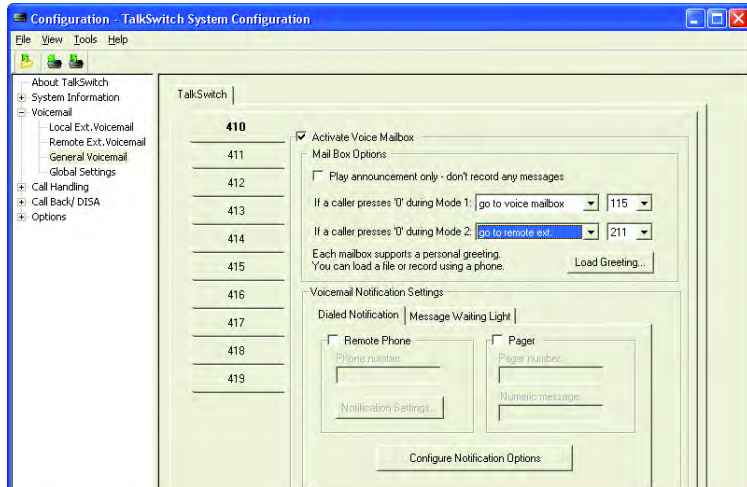 Configuration - TalkSwitch System Configuration
File View Tools Help
About TalkSwitch
System Information
Voicemail
Local Ext.Voicemail
Remote Ext.Voicemail
General Voicemail
Global Settings
Call Handling
Call Back/ DISA
Options
TalkSwitch
410
411
412
413
414
415
416
417
418
419
Activate Voice Mailbox
Mail Box Options
Play announcement only - don't record any messages
If a caller presses '0' during Mode 1: go to voice mailbox 115
If a caller presses '0' during Mode 2: go to remote ext. 211
Each mailbox supports a personal greeting.
You can load a file or record using a phone.
Load Greeting...
Voicemail Notification Settings
Dialed Notification Message Waiting Light
Remote Phone
Phone number:
Notification Settings...
Pager
Pager number:
Numeric message:
Configure Notification Options